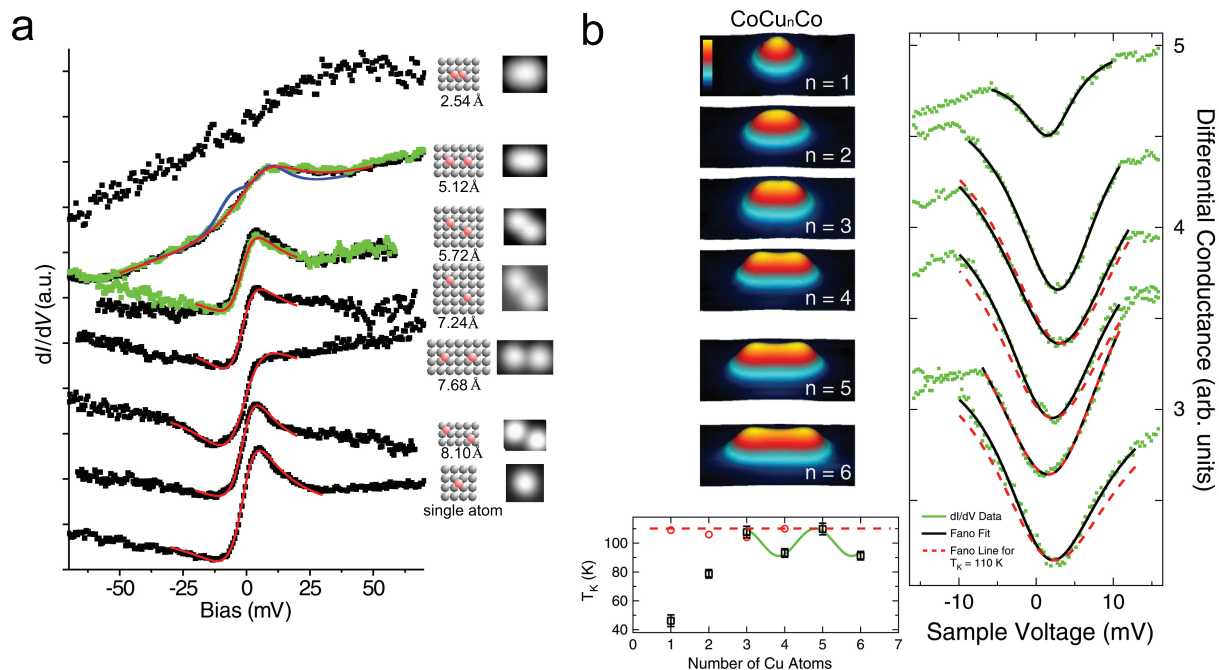 a
dI/dV (a.u.)
2.54 Å
5.12Å
5.72 Å
7.24Å
7.68 Å
8.10Å
single atom
-50 -25 0 25 50
Bias (mV)
b
CoCuₙCo
n = 1
n = 2
n = 3
n = 4
n = 5
n = 6
100
80
60
40
T_K (K)
0 1 2 3 4 5 6 7
Number of Cu Atoms
5
4
3
Differential Conductance (arb. units)
dI/dV Data
Fano Fit
Fano Line for
T_K = 110 K
-10 0 10
Sample Voltage (mV)